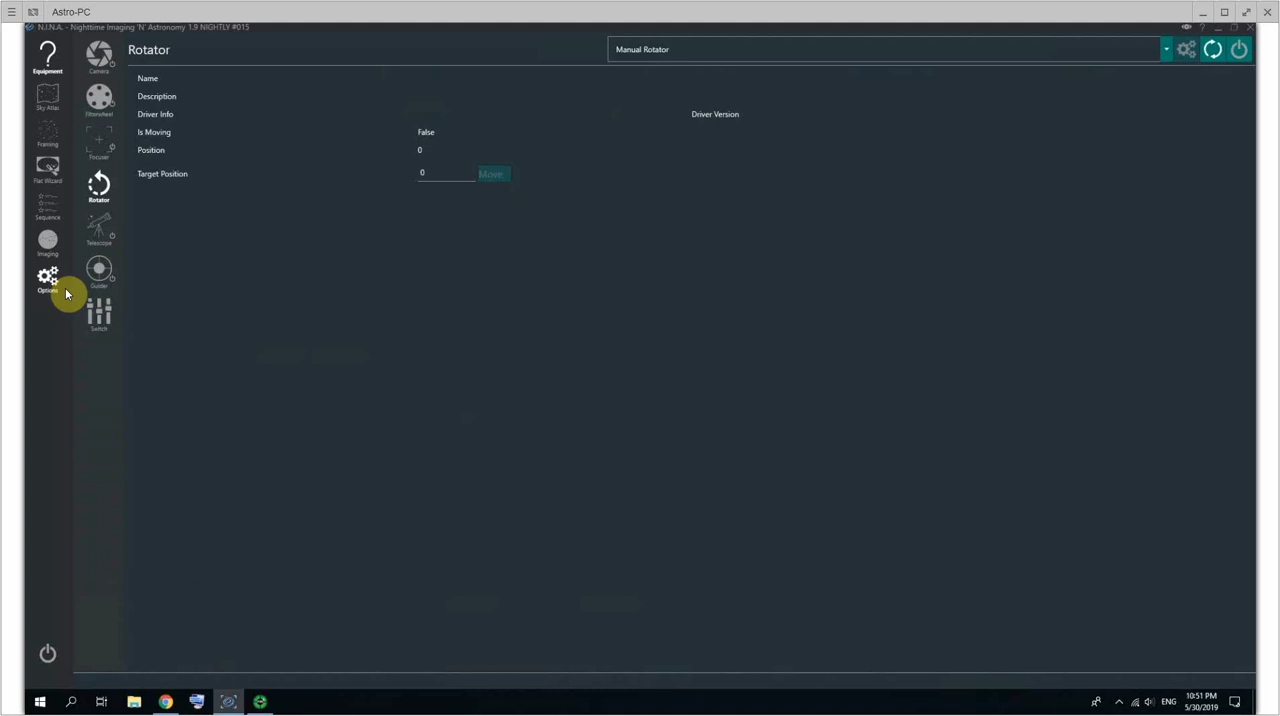 Astro-PC
N.I.N.A. - Nighttime Imaging 'N' Astronomy 1.9 NIGHTLY #015
Equipment
Sky Atlas
Framing
Flat Wizard
Sequence
Imaging
Options
Camera
Filterwheel
Focuser
Rotator
Telescope
Guider
Switch
Rotator
Manual Rotator
Name
Description
Driver Info
Driver Version
Is Moving
False
Position
0
Target Position
0
Move
ENG
10:51 PM
5/30/2019